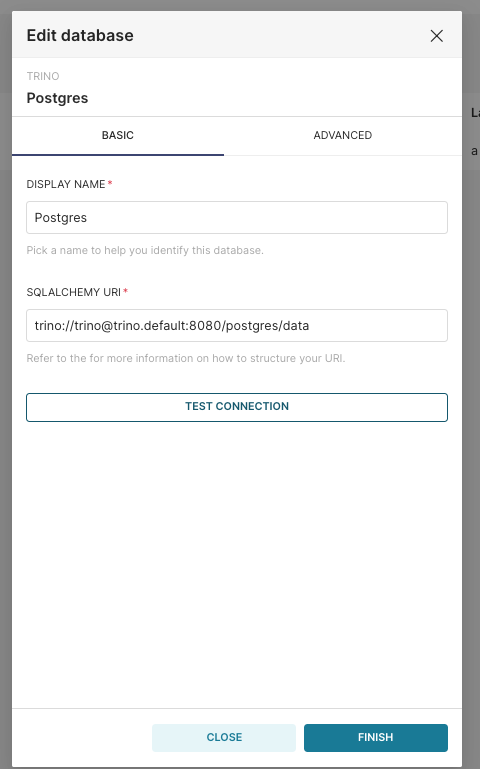 Edit database
TRINO
Postgres
BASIC
ADVANCED
DISPLAY NAME*
Postgres
Pick a name to help you identify this database.
SQLALCHEMY URI*
trino://trino@trino.default:8080/postgres/data
Refer to the for more information on how to structure your URI.
TEST CONNECTION
CLOSE
FINISH
La
a